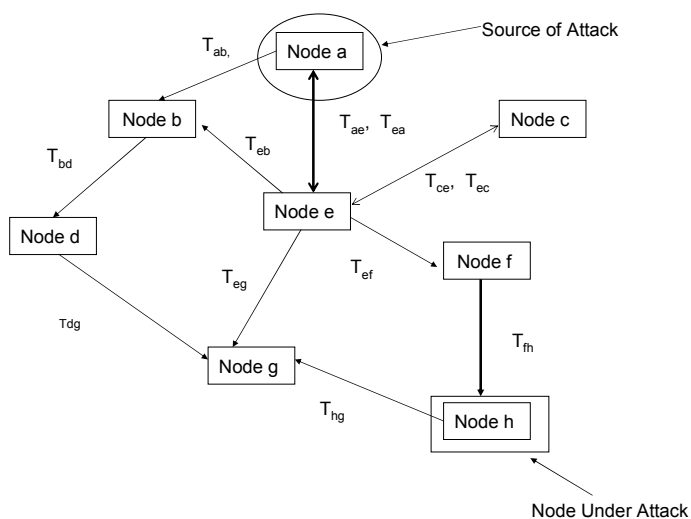 Source of Attack
Node a
Tab,
Tae, Tea
Node b
Node c
Teb
Tbd
Tce, Tec
Node e
Node d
Node f
Teg
Tef
Tdg
Tfh
Node g
Thg
Node h
Node Under Attack